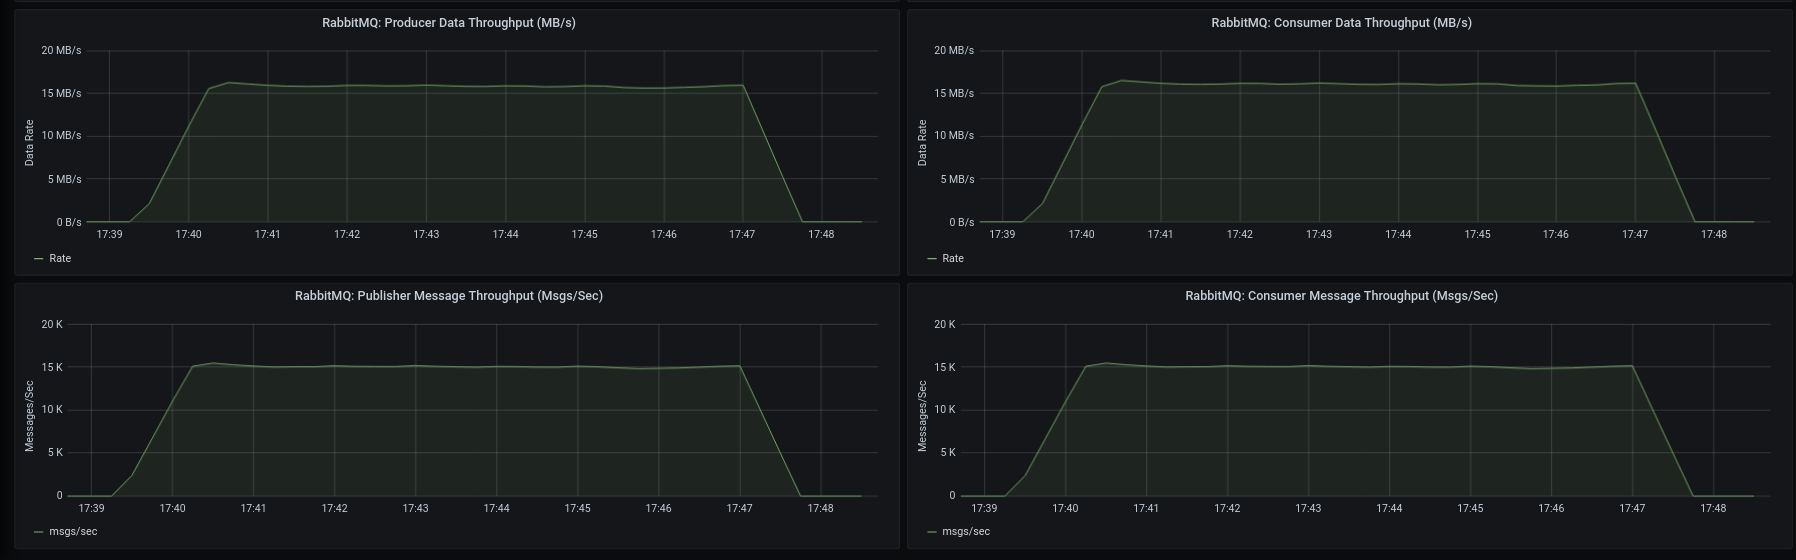 RabbitMQ: Producer Data Throughput (MB/s)
20 MB/s
15 MB/s
10 MB/s
5 MB/s
0 B/s
Data Rate
17:39 17:40 17:41 17:42 17:43 17:44 17:45 17:46 17:47 17:48
Rate
RabbitMQ: Consumer Data Throughput (MB/s)
20 MB/s
15 MB/s
10 MB/s
5 MB/s
0 B/s
Data Rate
17:39 17:40 17:41 17:42 17:43 17:44 17:45 17:46 17:47 17:48
Rate
RabbitMQ: Publisher Message Throughput (Msgs/Sec)
20 K
15 K
10 K
5 K
0
Messages/Sec
17:39 17:40 17:41 17:42 17:43 17:44 17:45 17:46 17:47 17:48
msgs/sec
RabbitMQ: Consumer Message Throughput (Msgs/Sec)
20 K
15 K
10 K
5 K
0
Messages/Sec
17:39 17:40 17:41 17:42 17:43 17:44 17:45 17:46 17:47 17:48
msgs/sec